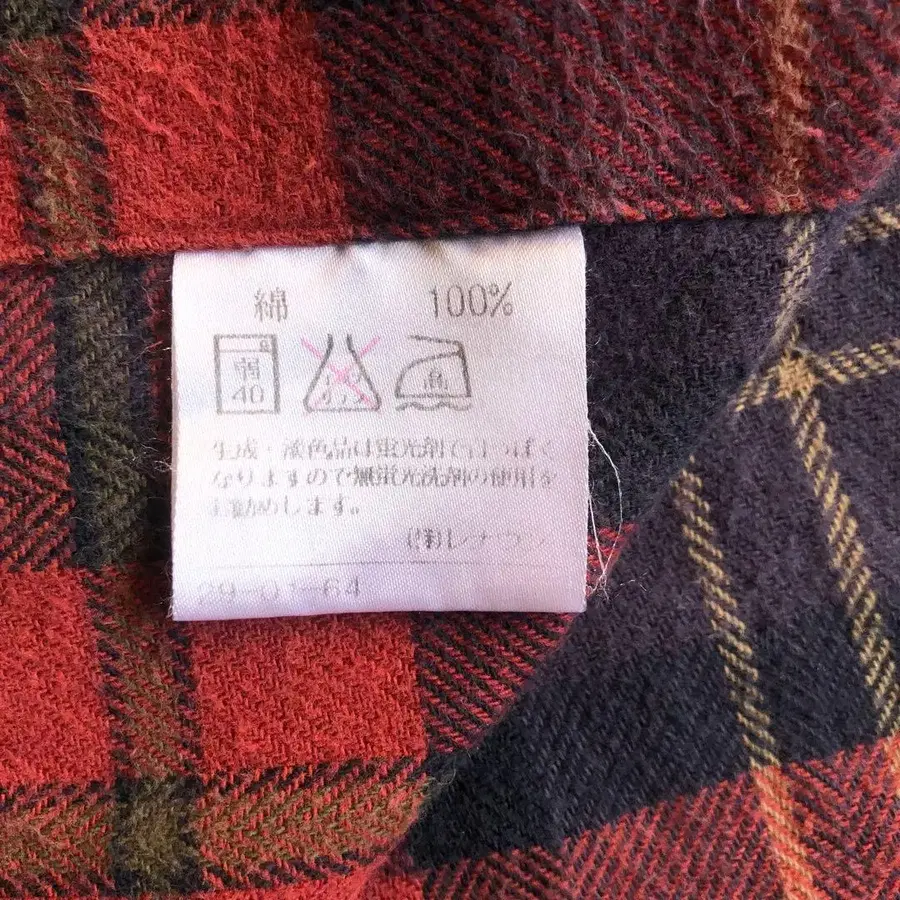 綿 100%
弱
40
高
生成・淡色品は蛍光剤で白っぽく
なりますので無蛍光洗剤の使用を
お勧めします。
(株)レナウン
29-01-64